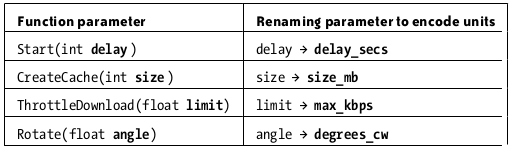 Function parameter Renaming parameter to encode units
Start(int delay ) delay → delay_secs
CreateCache(int size ) size → size_mb
ThrottleDownload(float limit) limit → max_kbps
Rotate(float angle) angle → degrees_cw